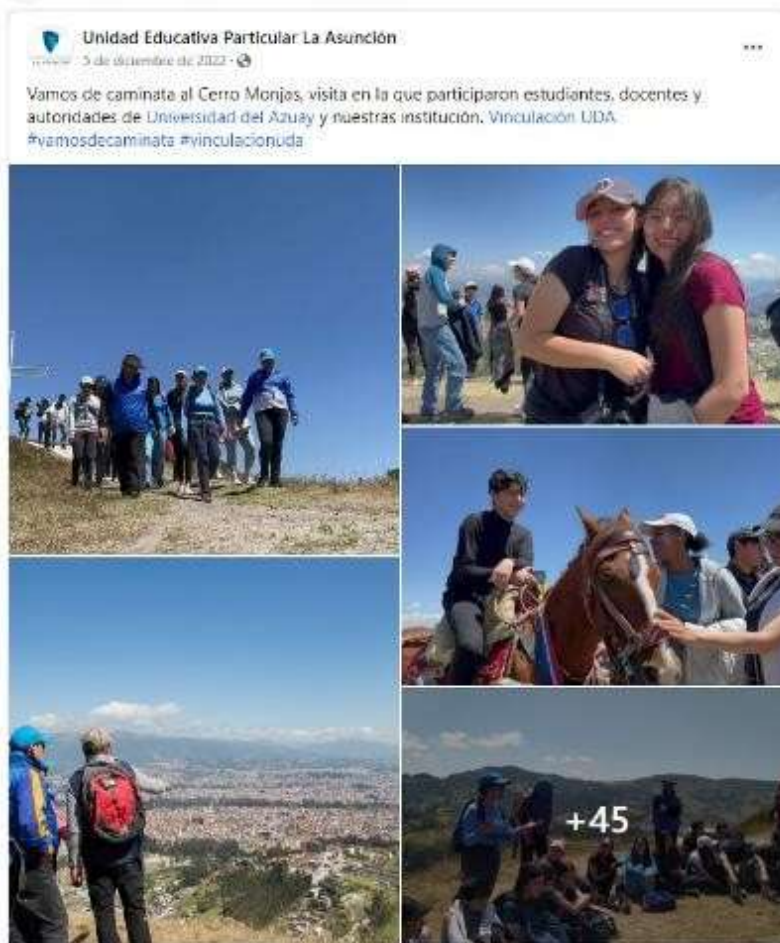 Unidad Educativa Particular La Asunción
5 de diciembre de 2022 ·
Vamos de caminata al Cerro Monjas, visita en la que participaron estudiantes, docentes y
autoridades de Universidad del Azuay y nuestras institución. Vinculación UDA
#vamosdecaminata #vinculacionuda
+45